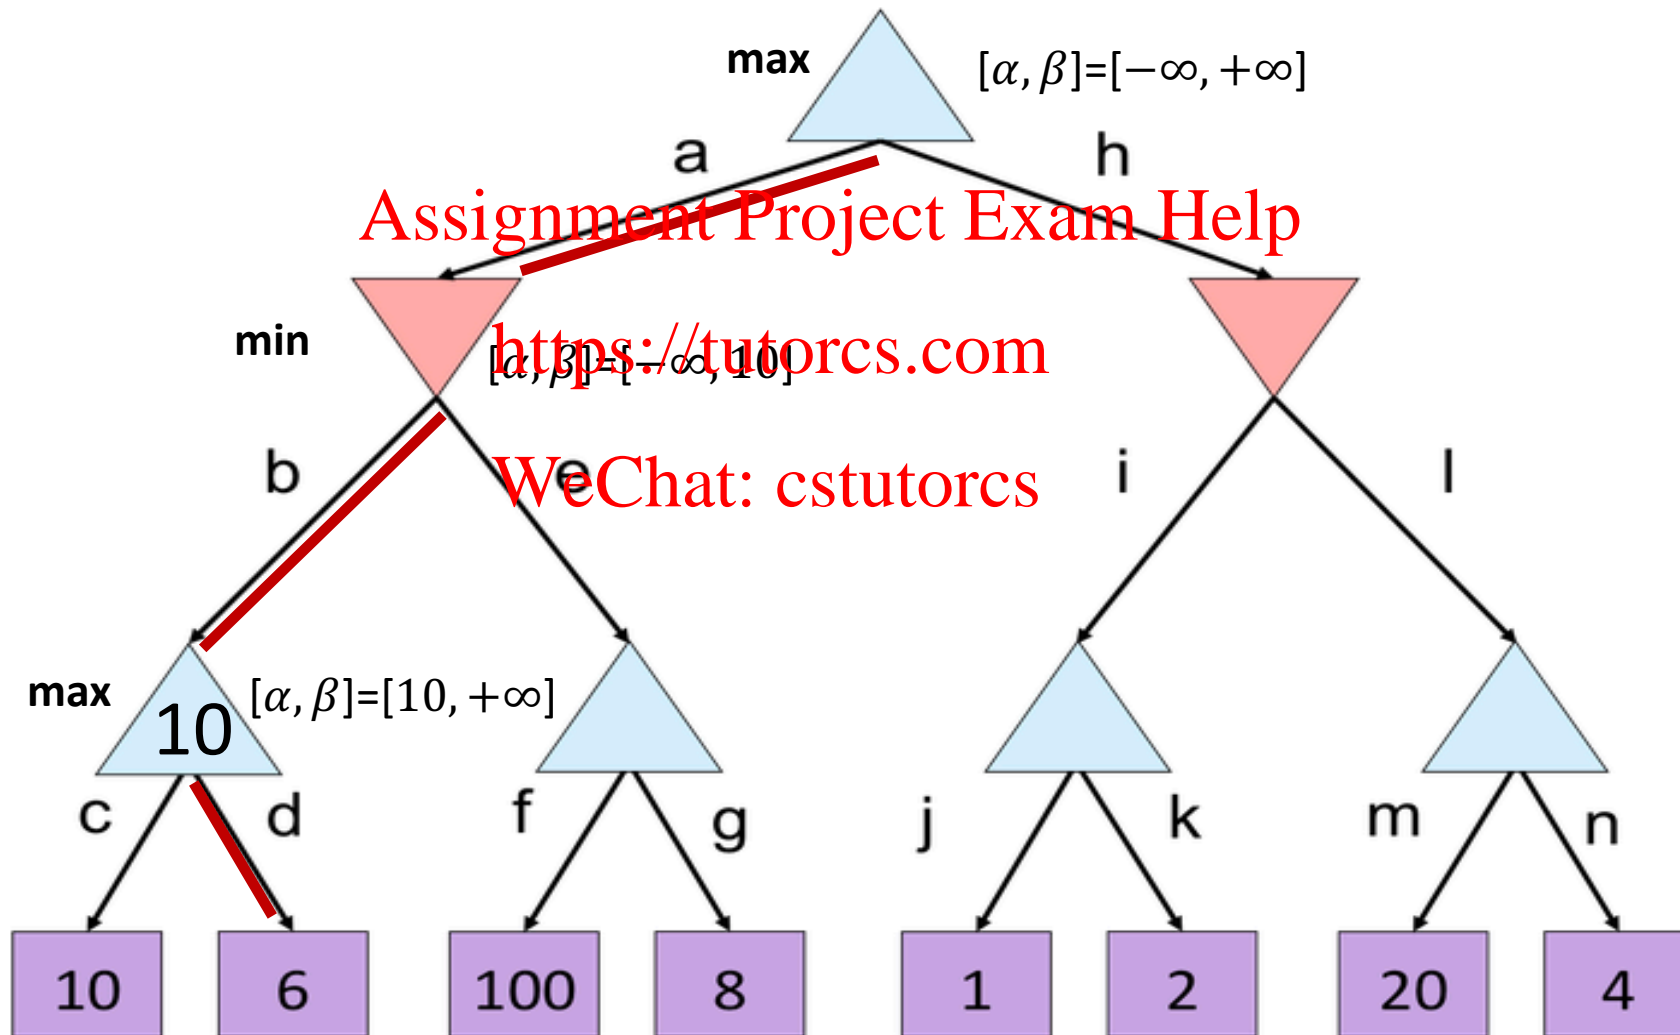 max
[α, β]=[−∞, +∞]
a
h
Assignment Project Exam Help
min
https://tutorcs.com
[α, β]=[−∞, 10]
b
e
WeChat: cstutorcs
i
l
max
10
[α, β]=[10, +∞]
c
d
f
g
j
k
m
n
10
6
100
8
1
2
20
4